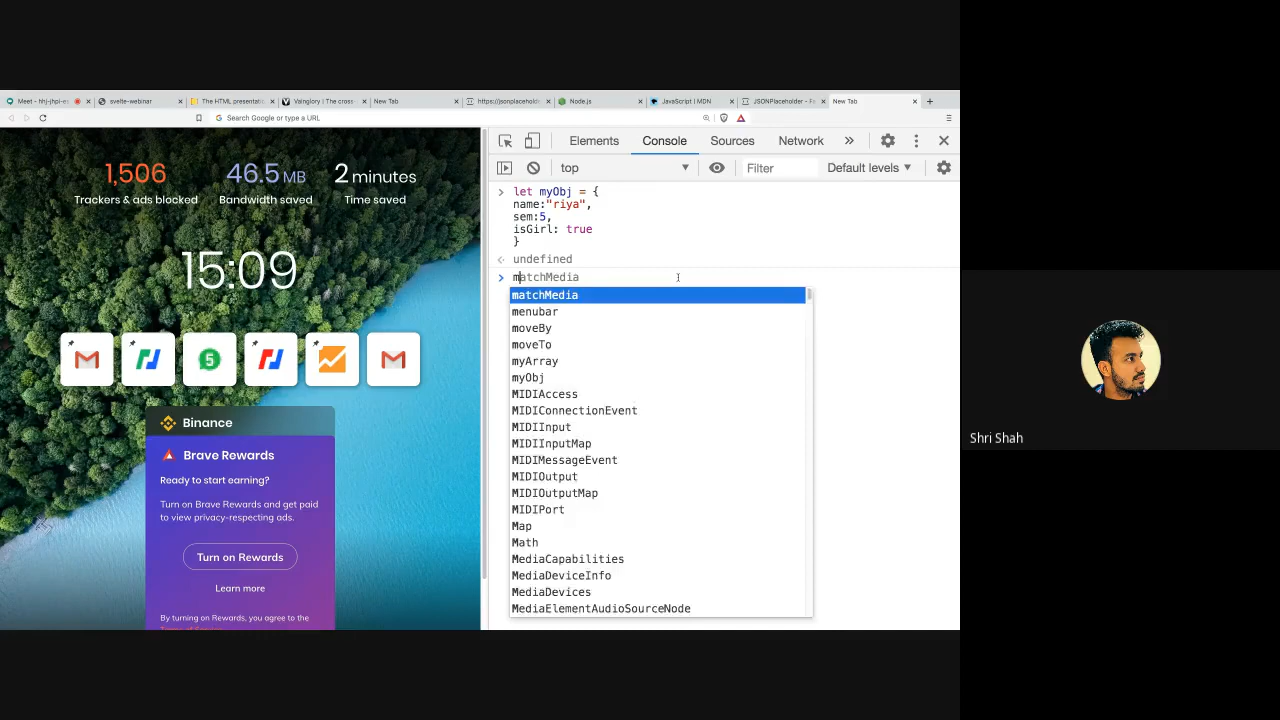 Meet - hhj-jhpi-e
svelte-webinar
The HTML presentatio
Vainglory | The cross
New Tab
https://jsonplacehold
Node.js
JavaScript | MDN
JSONPlaceholder - F
New Tab
Search Google or type a URL
1,506
Trackers & ads blocked
46.5 MB
Bandwidth saved
2 minutes
Time saved
15:09
5
Binance
Brave Rewards
Ready to start earning?
Turn on Brave Rewards and get paid
to view privacy-respecting ads.
Turn on Rewards
Learn more
By turning on Rewards, you agree to the
Elements
Console
Sources
Network
top
Filter
Default levels
let myObj = {
name:"riya",
sem:5,
isGirl: true
}
undefined
matchMedia
matchMedia
menubar
moveBy
moveTo
myArray
myObj
MIDIAccess
MIDIConnectionEvent
MIDIInput
MIDIInputMap
MIDIMessageEvent
MIDIOutput
MIDIOutputMap
MIDIPort
Map
Math
MediaCapabilities
MediaDeviceInfo
MediaDevices
MediaElementAudioSourceNode
Shri Shah